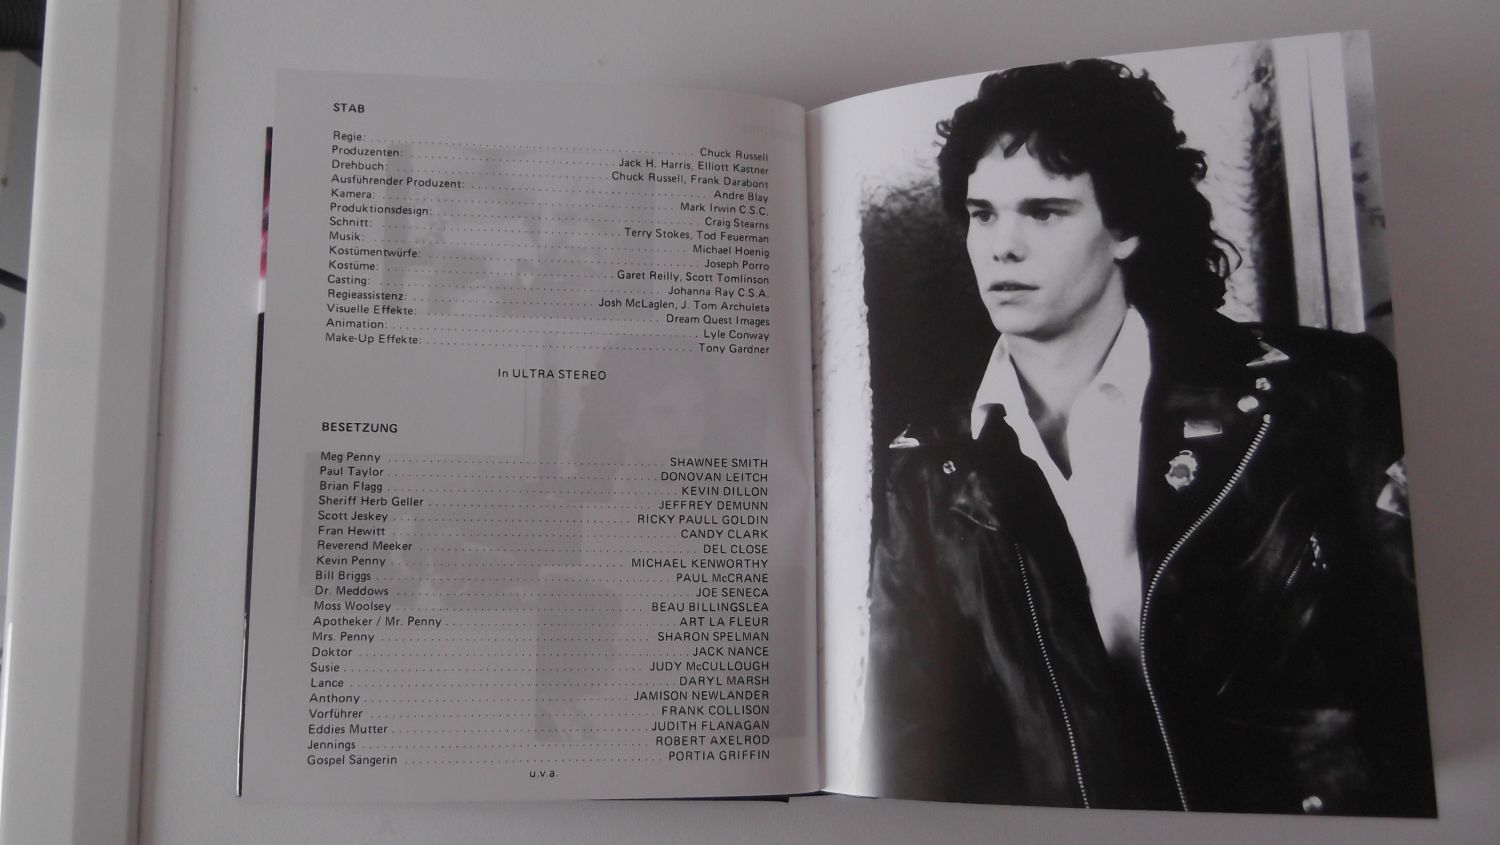 STAB
Regie: Chuck Russell
Produzenten: Jack H. Harris, Elliott Kastner
Drehbuch: Chuck Russell, Frank Darabont
Ausführender Produzent: Andre Blay
Kamera: Mark Irwin C.S.C.
Produktionsdesign: Craig Stearns
Schnitt: Terry Stokes, Tod Feuerman
Musik: Michael Hoenig
Kostümentwürfe: Joseph Porro
Kostüme: Garet Reilly, Scott Tomlinson
Casting: Johanna Ray C.S.A.
Regieassistenz: Josh McLaglen, J. Tom Archuleta
Visuelle Effekte: Dream Quest Images
Animation: Lyle Conway
Make-Up Effekte: Tony Gardner
In ULTRA STEREO
BESETZUNG
Meg Penny SHAWNEE SMITH
Paul Taylor DONOVAN LEITCH
Brian Flagg KEVIN DILLON
Sheriff Herb Geller JEFFREY DEMUNN
Scott Jeskey RICKY PAULL GOLDIN
Fran Hewitt CANDY CLARK
Reverend Meeker DEL CLOSE
Kevin Penny MICHAEL KENWORTHY
Bill Briggs PAUL McCRANE
Dr. Meddows JOE SENECA
Moss Woolsey BEAU BILLINGSLEA
Apotheker / Mr. Penny ART LA FLEUR
Mrs. Penny SHARON SPELMAN
Doktor JACK NANCE
Susie JUDY McCULLOUGH
Lance DARYL MARSH
Anthony JAMISON NEWLANDER
Vorführer FRANK COLLISON
Eddies Mutter JUDITH FLANAGAN
Jennings ROBERT AXELROD
Gospel Sängerin PORTIA GRIFFIN
u.v.a.